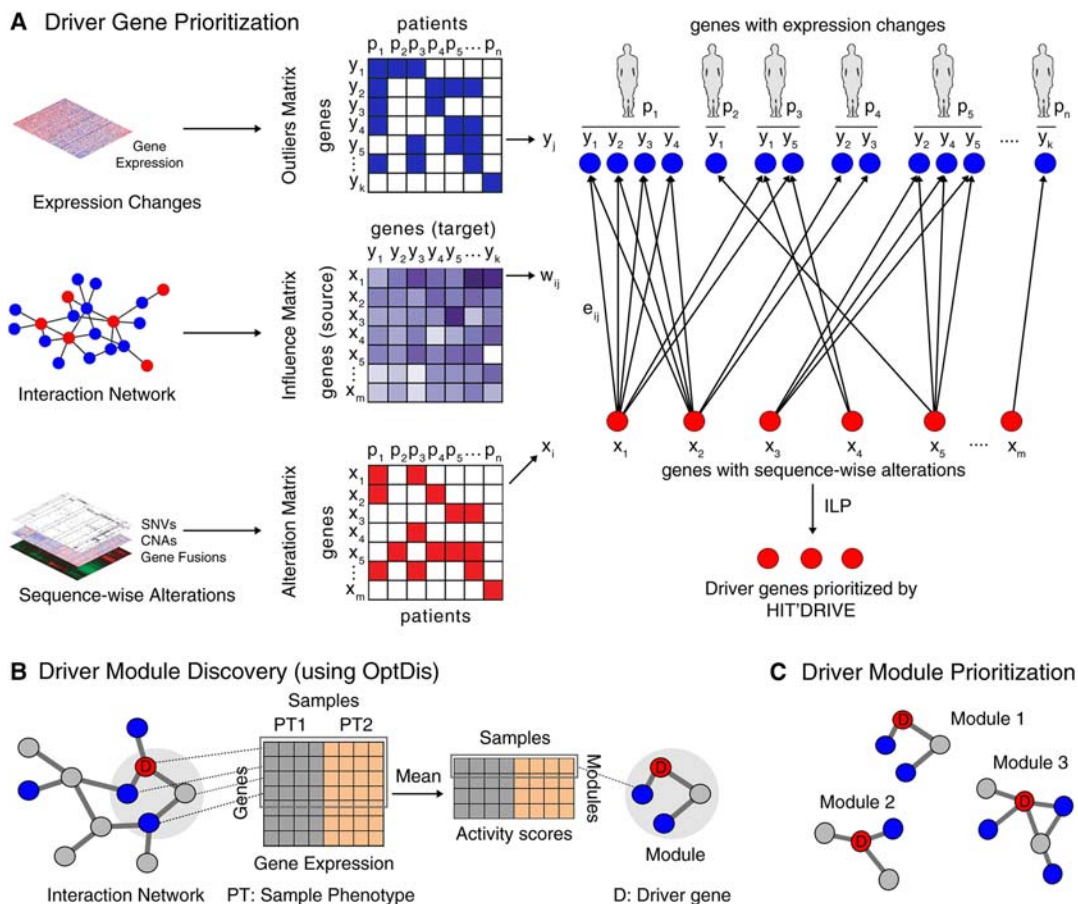 A Driver Gene Prioritization
patients
p1 p2 p3 p4 p5 ... pn
Outliers Matrix
genes
y1
y2
y3
y4
y5
⋮
yk
Gene
Expression
Expression Changes
yj
genes with expression changes
p1 p2 p3 p4 p5 pn
y1 y2 y3 y4 y1 y1 y5 y2 y3 y2 y4 y5 .... yk
genes (target)
y1 y2 y3 y4 y5 ... yk
Influence Matrix
genes (source)
x1
x2
x3
x4
x5
⋮
xm
wij
eij
Interaction Network
x1 x2 x3 x4 x5 .... xm
genes with sequence-wise alterations
ILP
Driver genes prioritized by
HIT'DRIVE
p1 p2 p3 p4 p5 ... pn
Alteration Matrix
genes
x1
x2
x3
x4
x5
⋮
xm
patients
xi
SNVs
CNAs
Gene Fusions
Sequence-wise Alterations
B Driver Module Discovery (using OptDis)
Samples
PT1 PT2
Genes
Gene Expression
D
Interaction Network
PT: Sample Phenotype
Mean
Samples
Modules
Activity scores
D
Module
D: Driver gene
C Driver Module Prioritization
D
Module 1
Module 2
D
Module 3
D